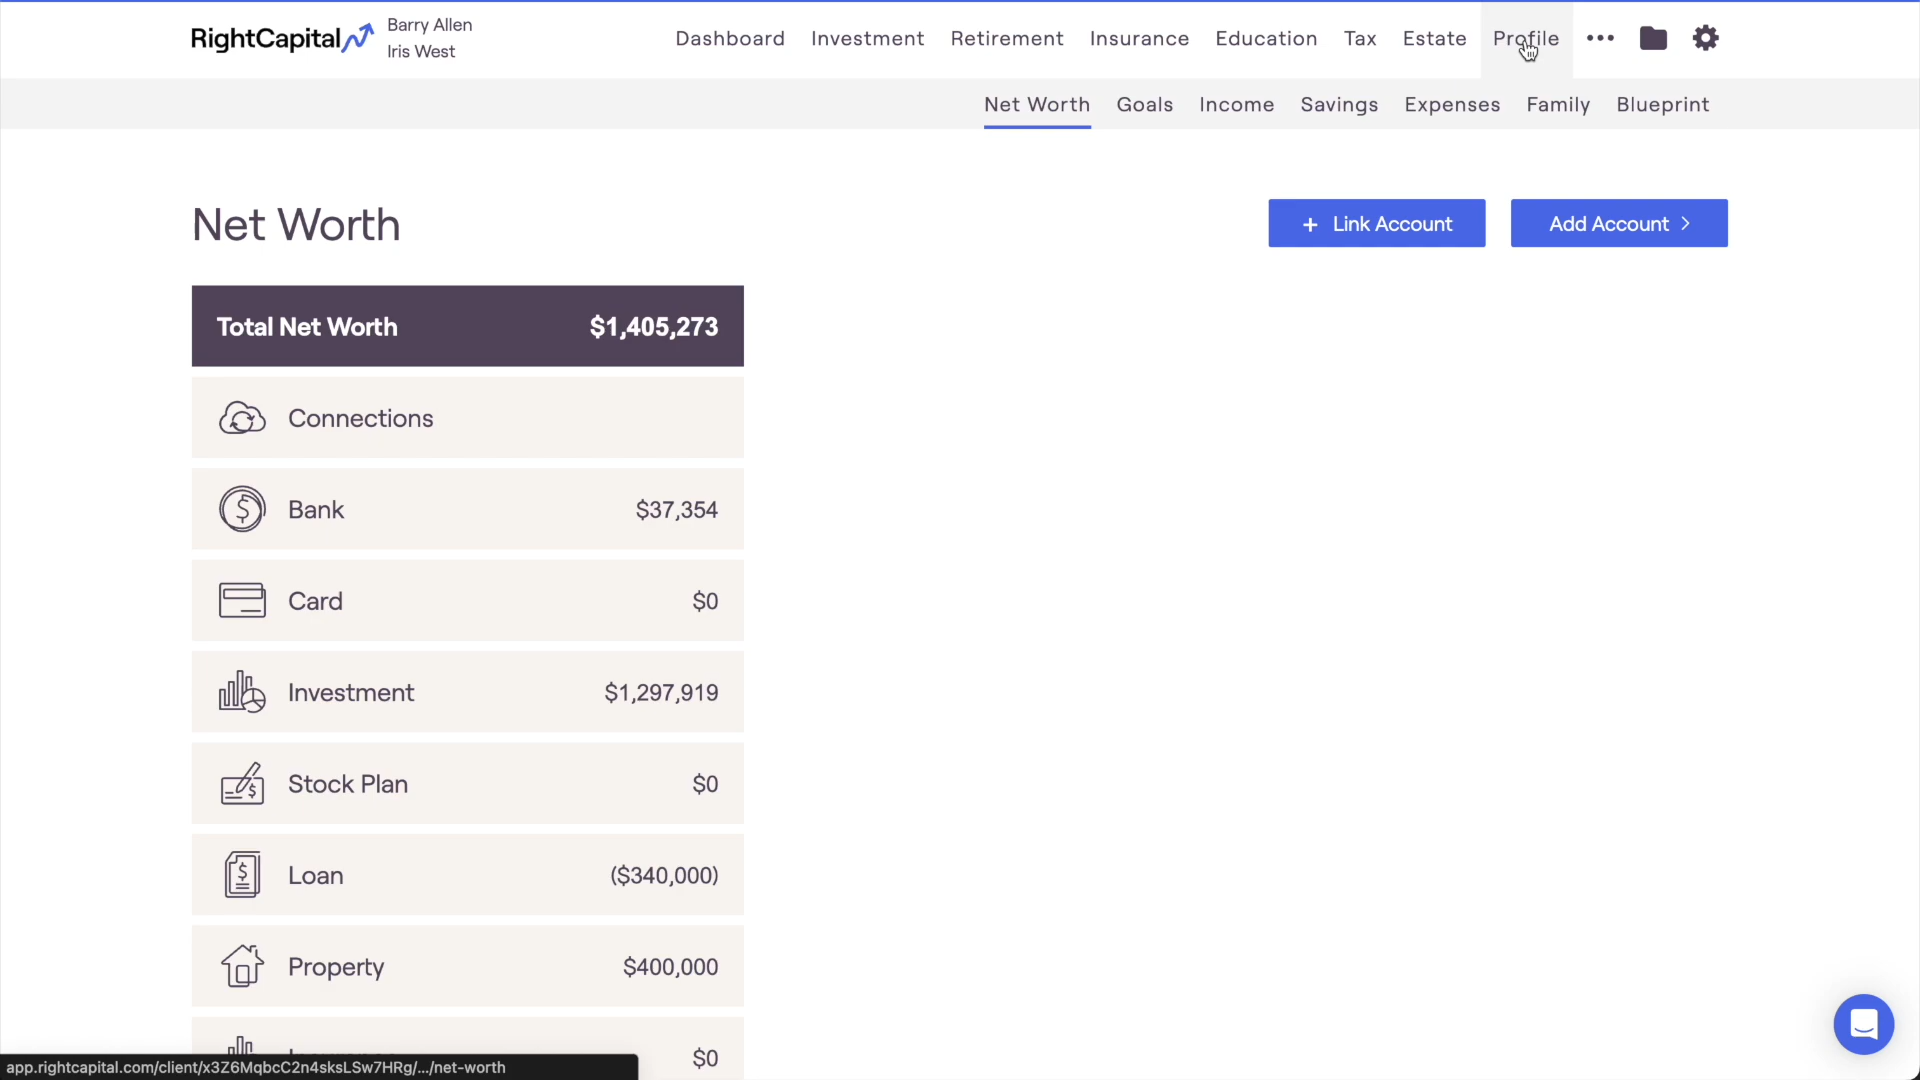 RightCapital
Barry Allen
Iris West
Dashboard Investment Retirement Insurance Education Tax Estate Profile
Net Worth Goals Income Savings Expenses Family Blueprint
Net Worth
+ Link Account
Add Account >
Total Net Worth $1,405,273
Connections
Bank $37,354
Card $0
Investment $1,297,919
Stock Plan $0
Loan ($340,000)
Property $400,000
$0
app.rightcapital.com/client/x3Z6MqbcC2n4sksLSw7HRg/.../net-worth